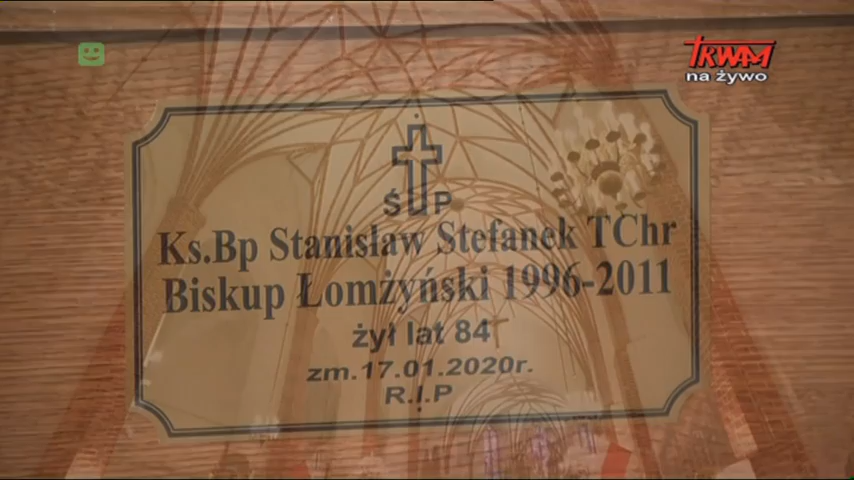 TRWAM
na żywo
Ś P
Ks.Bp Stanisław Stefanek TChr
Biskup Łomżyński 1996-2011
żył lat 84
zm.17.01.2020r.
R.I.P